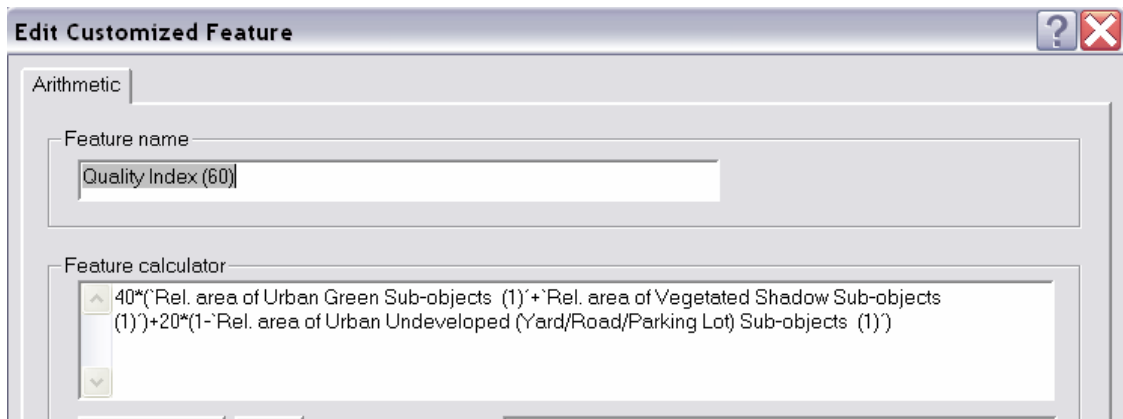 Edit Customized Feature
?
Arithmetic
Feature name
Quality Index (60)
Feature calculator
40*(`Rel. area of Urban Green Sub-objects  (1)´+`Rel. area of Vegetated Shadow Sub-objects
(1)´)+20*(1-`Rel. area of Urban Undeveloped (Yard/Road/Parking Lot) Sub-objects  (1)´)